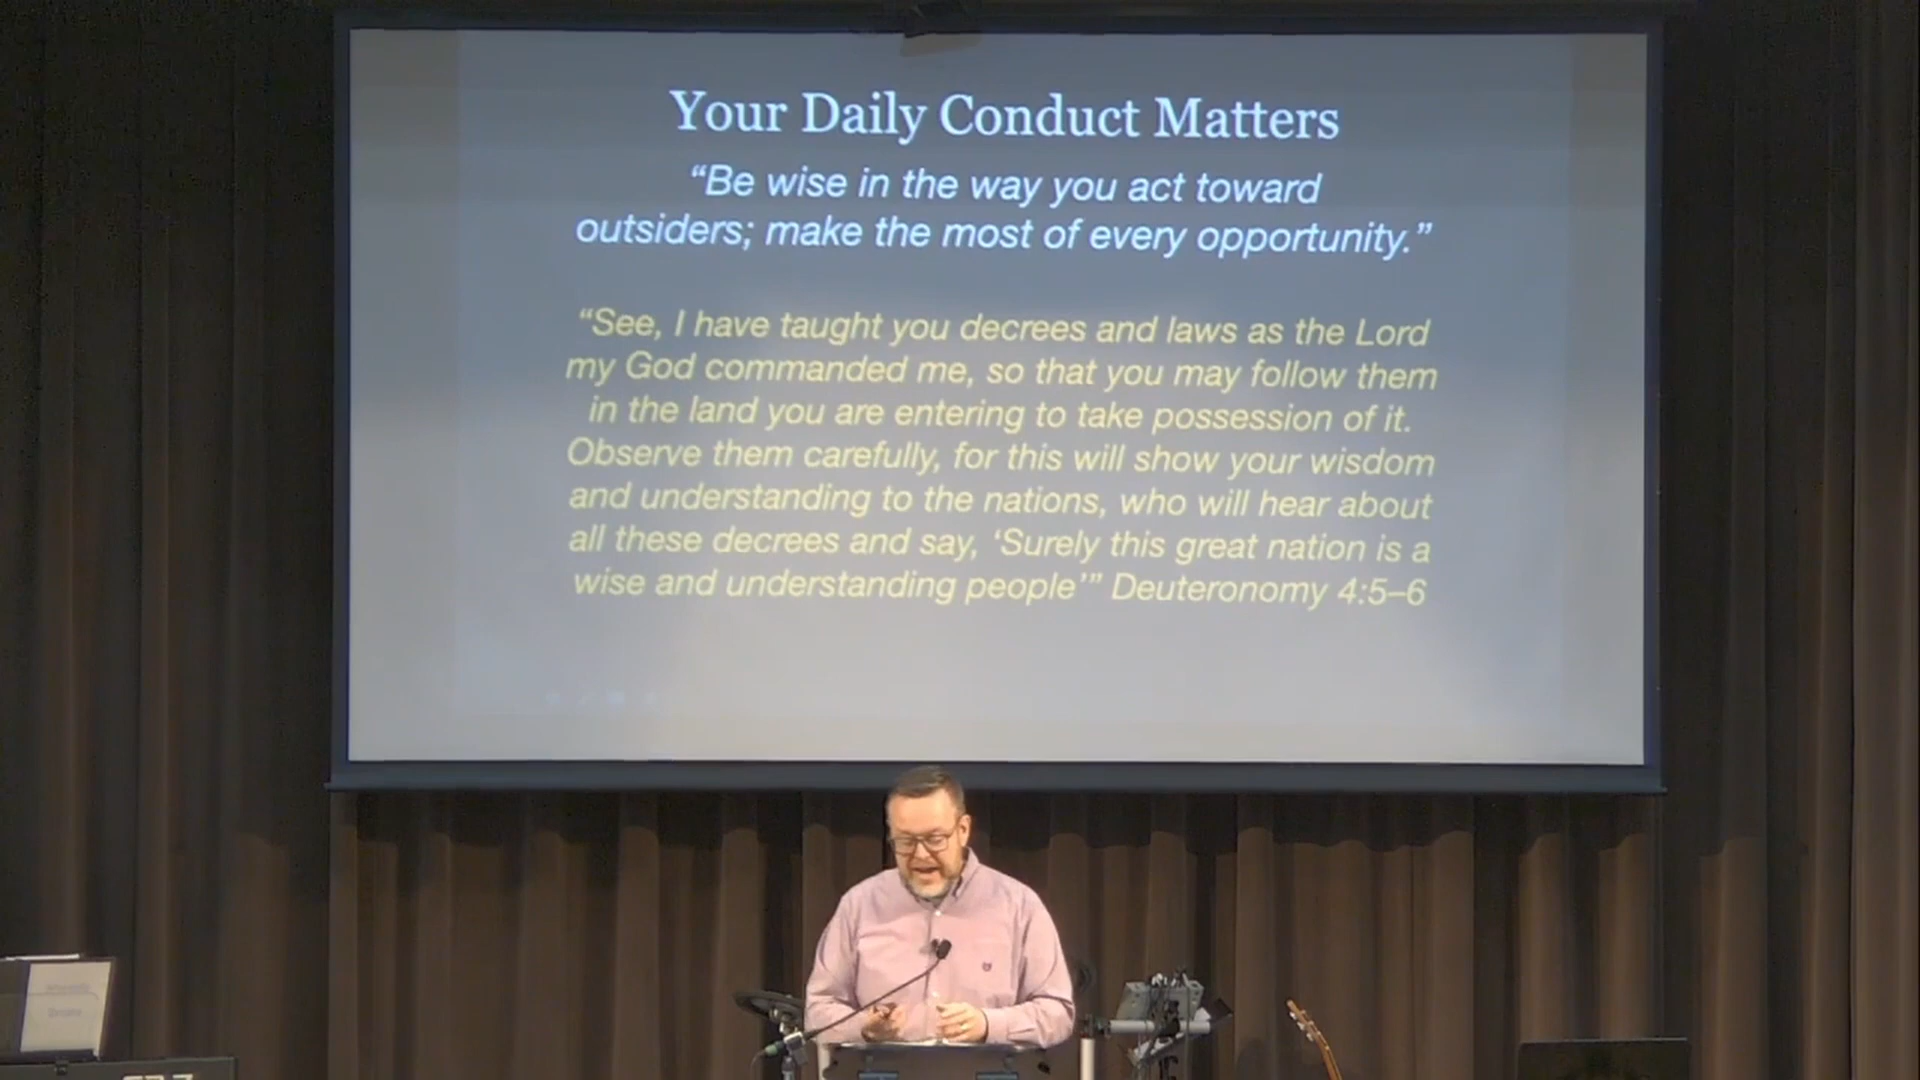 Your Daily Conduct Matters
“Be wise in the way you act toward
outsiders; make the most of every opportunity.”
“See, I have taught you decrees and laws as the Lord
my God commanded me, so that you may follow them
in the land you are entering to take possession of it.
Observe them carefully, for this will show your wisdom
and understanding to the nations, who will hear about
all these decrees and say, ‘Surely this great nation is a
wise and understanding people’” Deuteronomy 4:5–6